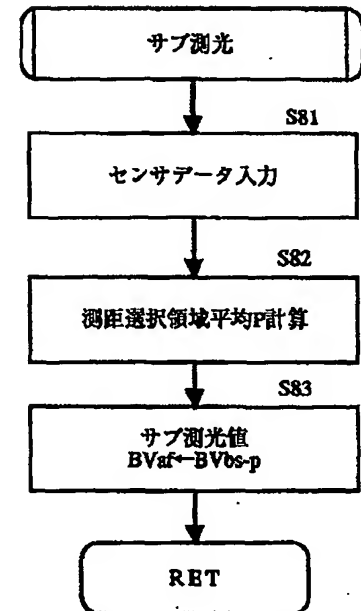 サブ測光
S81
センサデータ入力
S82
測距選択領域平均P計算
S83
サブ測光値
BVaf←BVbs-p
RET